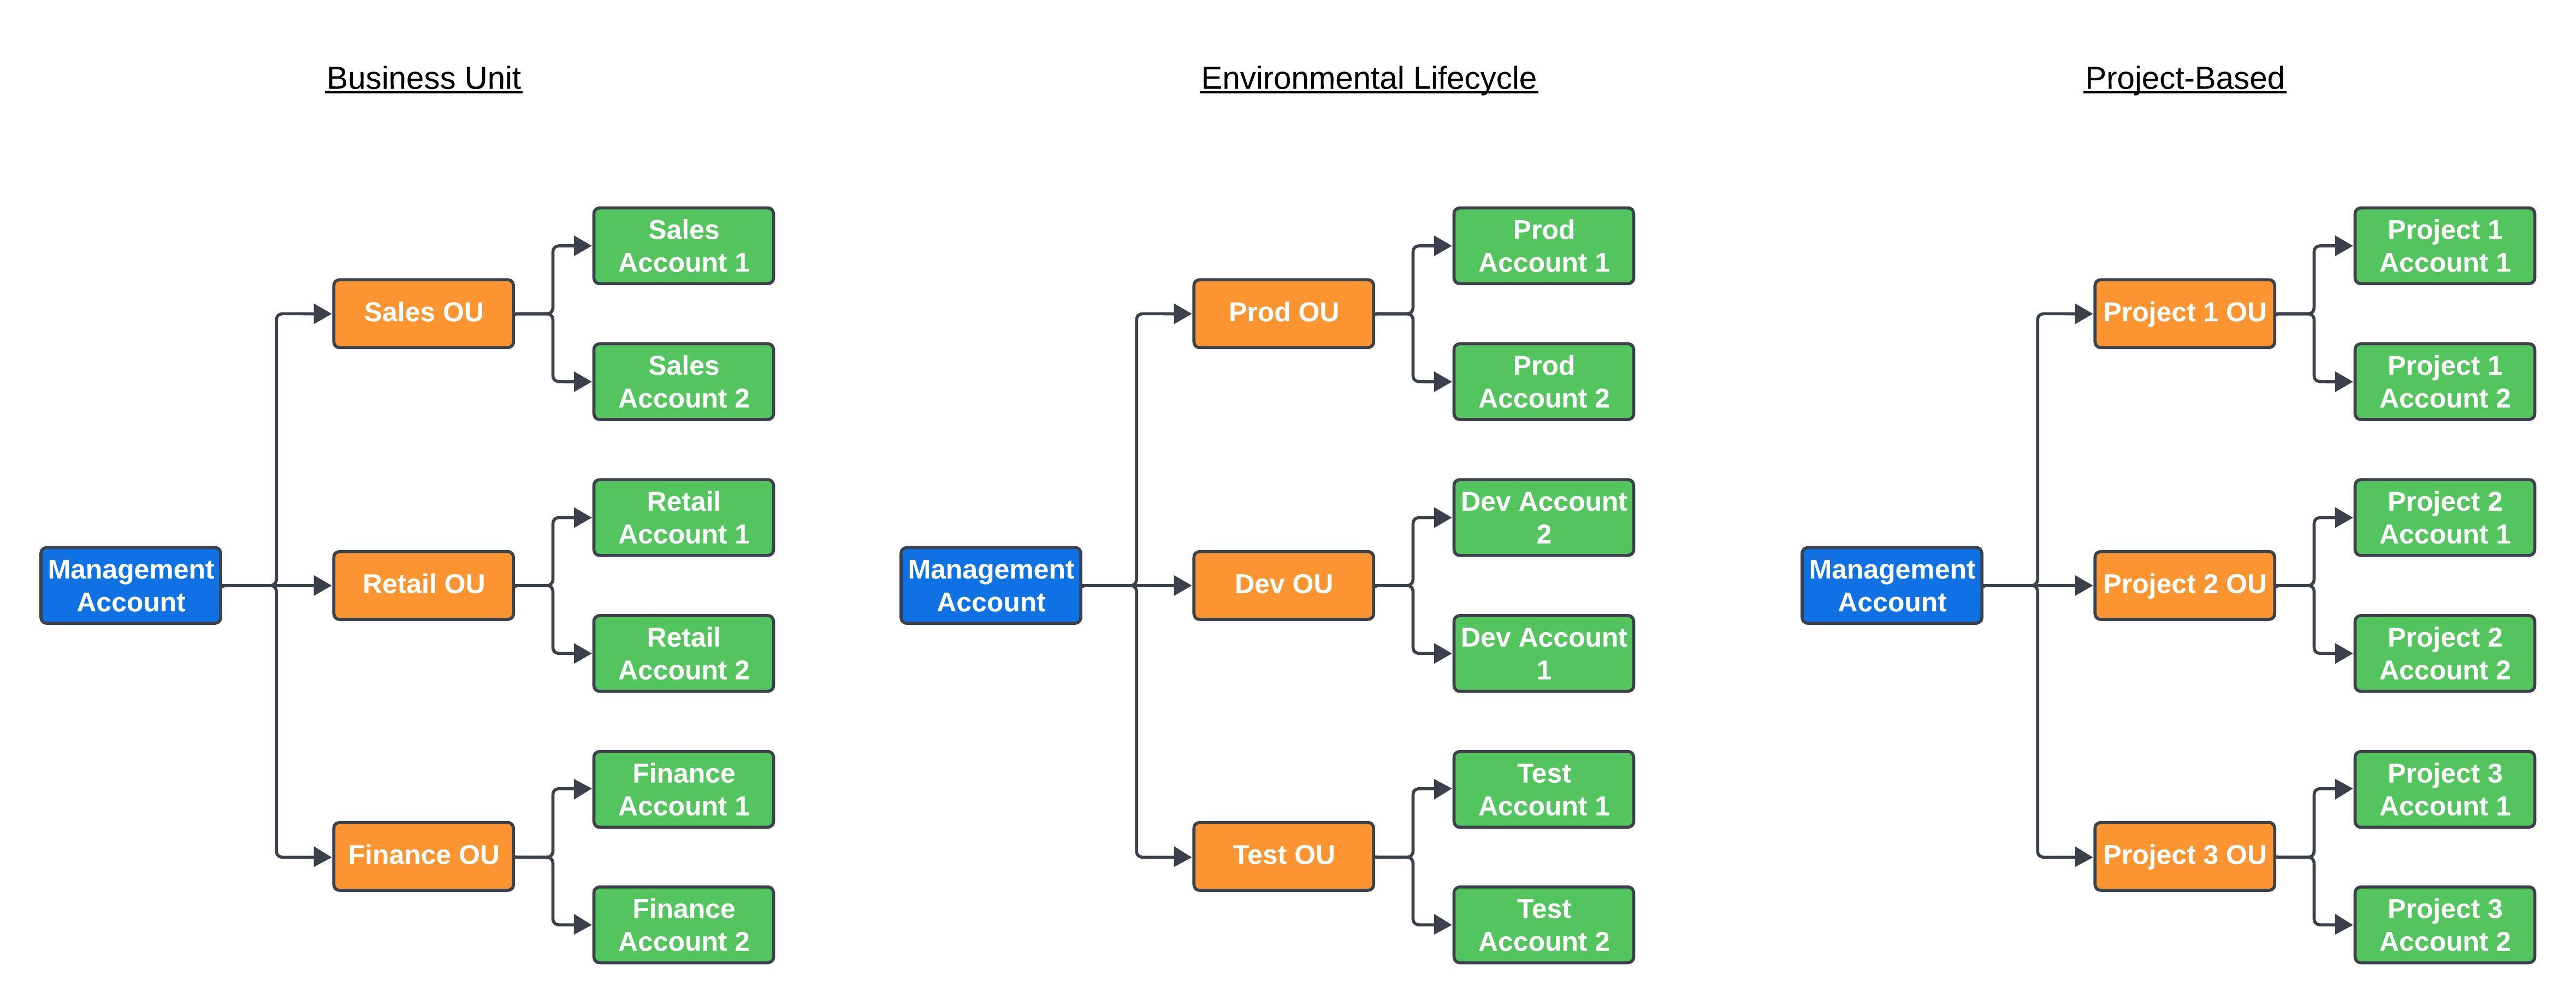 Business Unit
Sales
Account 1
Sales OU
Sales
Account 2
Management
Account
Retail
Account 1
Retail OU
Retail
Account 2
Finance
Account 1
Finance OU
Finance
Account 2
Environmental Lifecycle
Prod
Account 1
Prod OU
Prod
Account 2
Management
Account
Dev Account
2
Dev OU
Dev Account
1
Test
Account 1
Test OU
Test
Account 2
Project-Based
Project 1
Account 1
Project 1 OU
Project 1
Account 2
Management
Account
Project 2
Account 1
Project 2 OU
Project 2
Account 2
Project 3
Account 1
Project 3 OU
Project 3
Account 2